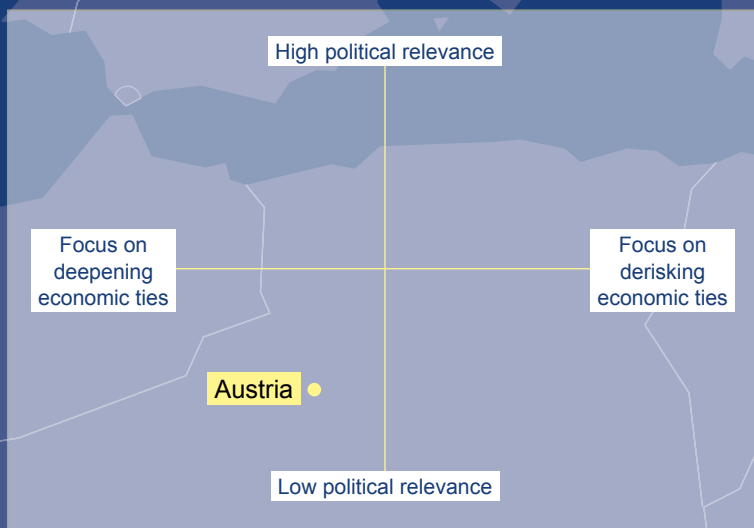 High political relevance
Focus on
deepening
economic ties
Focus on
derisking
economic ties
Austria
Low political relevance